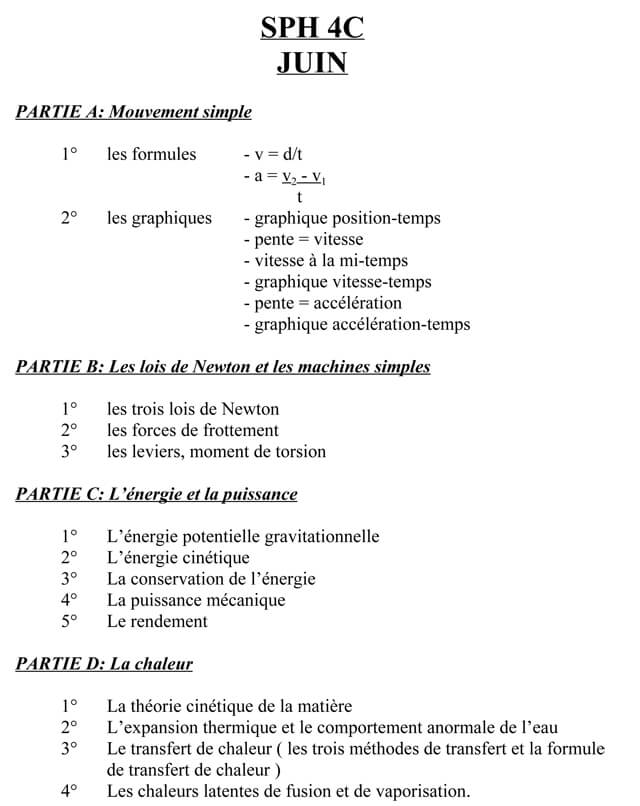 SPH 4C
JUIN
PARTIE A: Mouvement simple
1° les formules - v = d/t
- a = v₂ - v₁
t
2° les graphiques - graphique position-temps
- pente = vitesse
- vitesse à la mi-temps
- graphique vitesse-temps
- pente = accélération
- graphique accélération-temps
PARTIE B: Les lois de Newton et les machines simples
1° les trois lois de Newton
2° les forces de frottement
3° les leviers, moment de torsion
PARTIE C: L’énergie et la puissance
1° L’énergie potentielle gravitationnelle
2° L’énergie cinétique
3° La conservation de l’énergie
4° La puissance mécanique
5° Le rendement
PARTIE D: La chaleur
1° La théorie cinétique de la matière
2° L’expansion thermique et le comportement anormale de l’eau
3° Le transfert de chaleur ( les trois méthodes de transfert et la formule
de transfert de chaleur )
4° Les chaleurs latentes de fusion et de vaporisation.